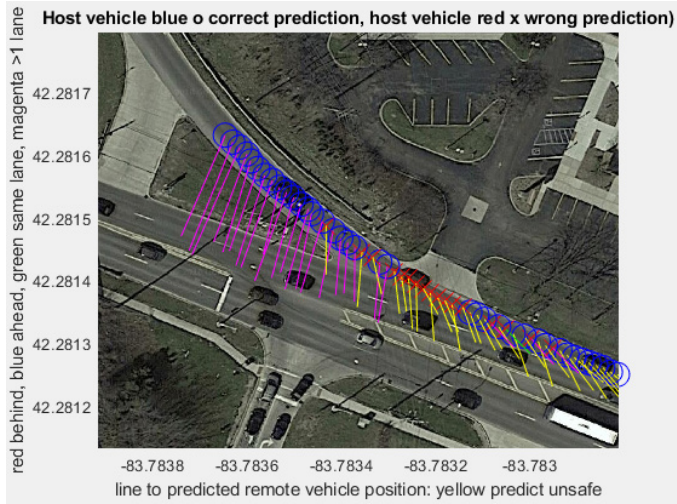 Host vehicle blue o correct prediction, host vehicle red x wrong prediction)
red behind, blue ahead, green same lane, magenta >1 lane
42.2817
42.2816
42.2815
42.2814
42.2813
42.2812
-83.7838 -83.7836 -83.7834 -83.7832 -83.783
line to predicted remote vehicle position: yellow predict unsafe